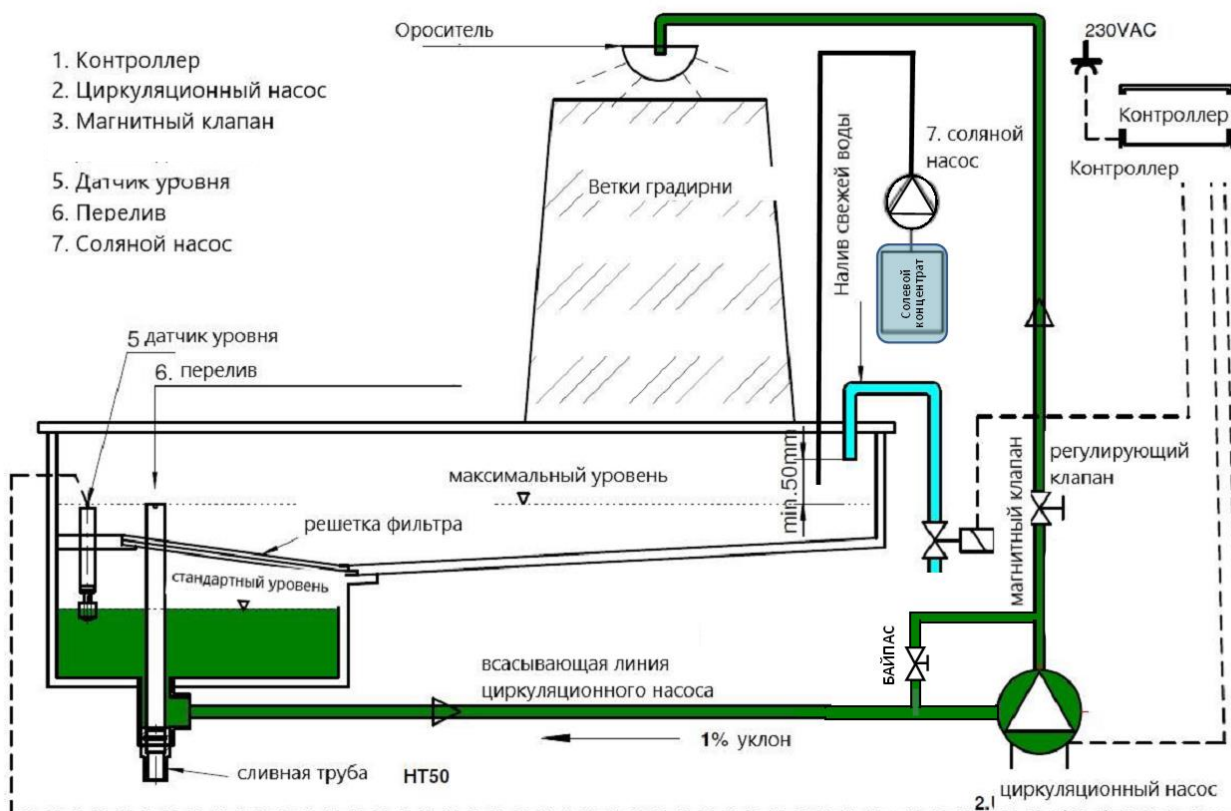 1. Контроллер
2. Циркуляционный насос
3. Магнитный клапан
5. Датчик уровня
6. Перелив
7. Соляной насос
Ороситель
230VAC
Контроллер
Контроллер
7. соляной
насос
Ветки градирни
Налив свежей воды
Солевой
концентрат
5 датчик уровня
6. перелив
максимальный уровень
min.50mm
решетка фильтра
стандартный уровень
магнитный клапан
регулирующий
клапан
БАЙПАС
всасывающая линия
циркуляционного насоса
1% уклон
сливная труба
HT50
циркуляционный насос
2.